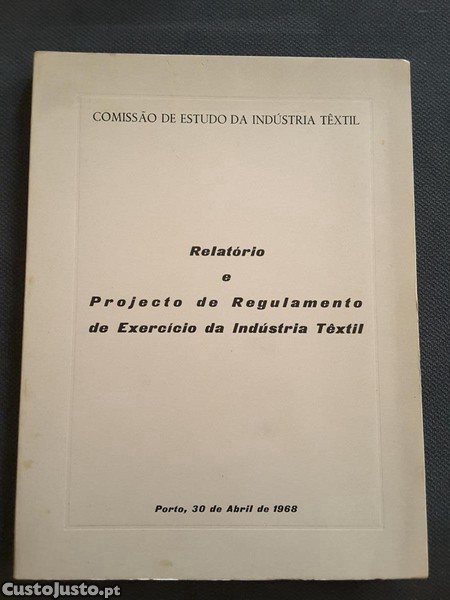 COMISSÃO DE ESTUDO DA INDÚSTRIA TÊXTIL
Relatório
e
Projecto de Regulamento
de Exercício da Indústria Têxtil
Porto, 30 de Abril de 1968
CustoJusto.pt